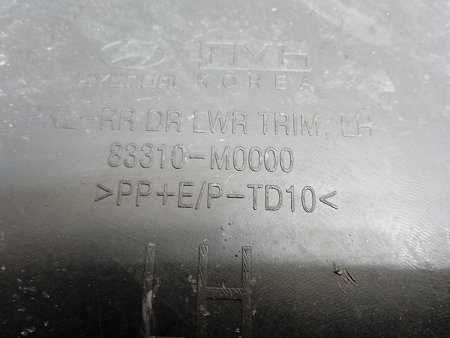 HYUNDAI KOREA
PNL-RR DR LWR TRIM, LH
83310-M0000
>PP+E/P-TD10<
LH